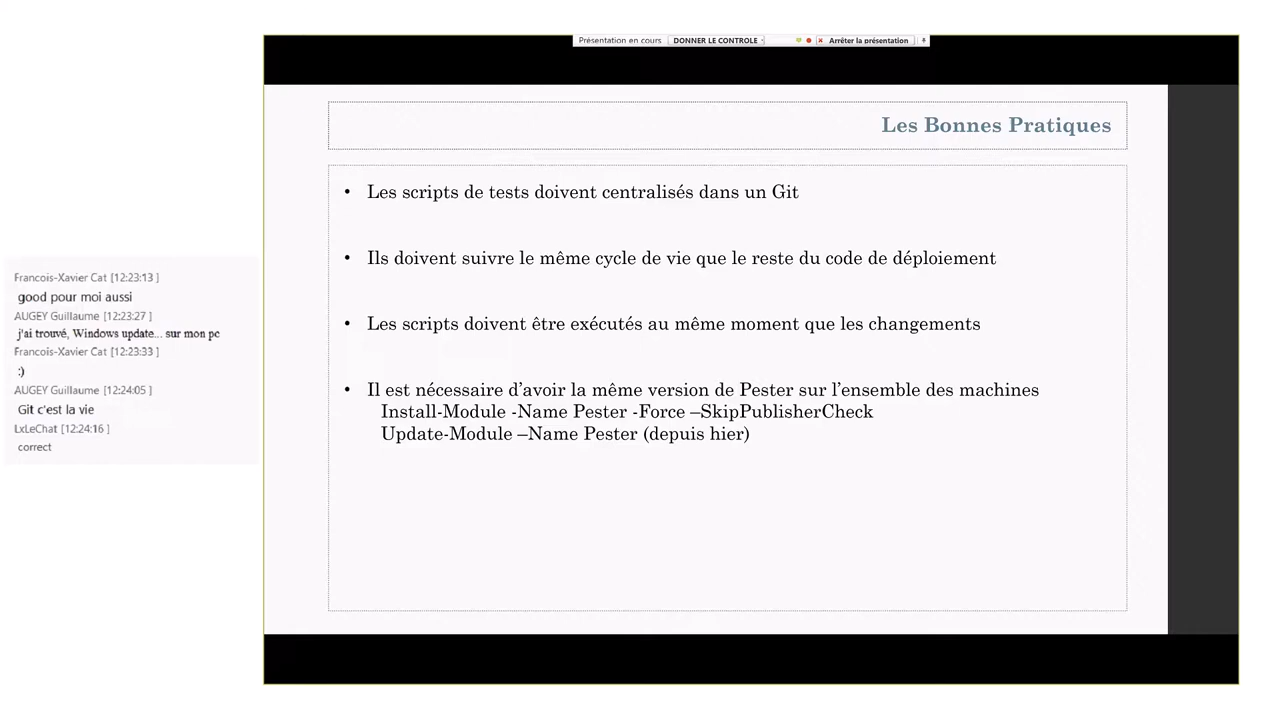 Présentation en cours DONNER LE CONTROLE Arrêter la présentation
Les Bonnes Pratiques
• Les scripts de tests doivent centralisés dans un Git
• Ils doivent suivre le même cycle de vie que le reste du code de déploiement
• Les scripts doivent être exécutés au même moment que les changements
• Il est nécessaire d’avoir la même version de Pester sur l’ensemble des machines
Install-Module -Name Pester -Force –SkipPublisherCheck
Update-Module –Name Pester (depuis hier)
Francois-Xavier Cat [12:23:13 ]
good pour moi aussi
AUGEY Guillaume [12:23:27 ]
j'ai trouvé, Windows update... sur mon pc
Francois-Xavier Cat [12:23:33 ]
:)
AUGEY Guillaume [12:24:05 ]
Git c'est la vie
LxLeChat [12:24:16 ]
correct